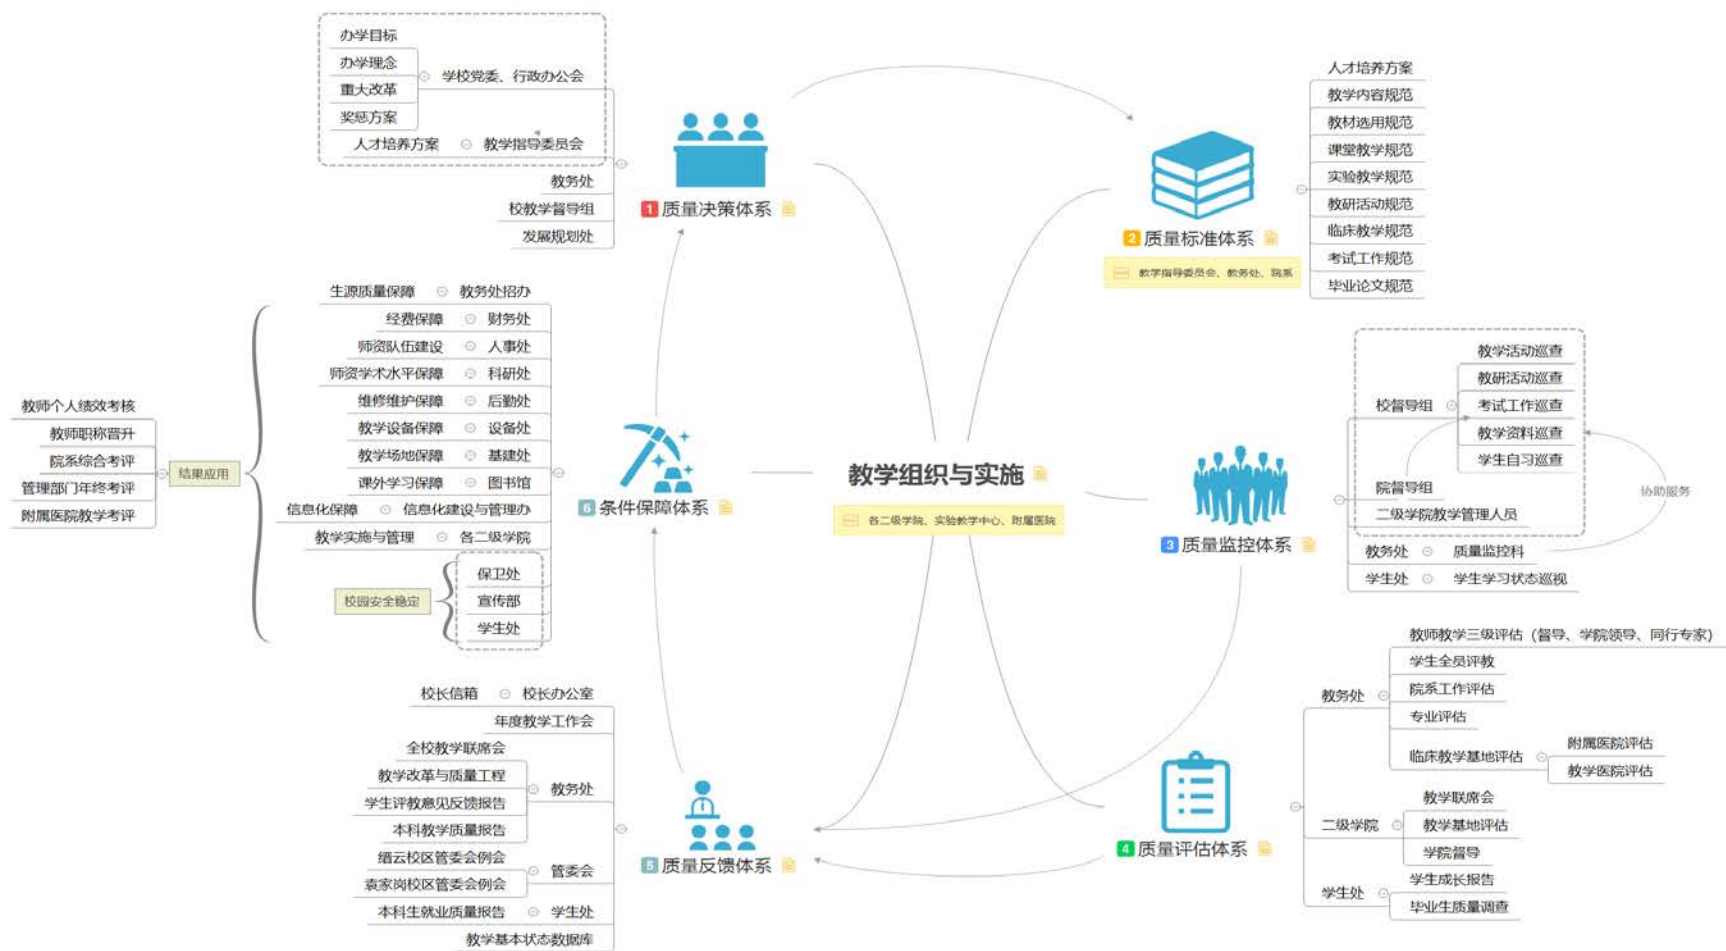 办学目标
办学理念
重大改革
奖惩方案
学校党委、行政办公会
人才培养方案
教学指导委员会
教务处
校教学督导组
发展规划处
1 质量决策体系
2 质量标准体系
教学指导委员会、教务处、院系
人才培养方案
教学内容规范
教材选用规范
课堂教学规范
实验教学规范
教研活动规范
临床教学规范
考试工作规范
毕业论文规范
教学组织与实施
各二级学院、实验教学中心、附属医院
3 质量监控体系
校督导组
教学活动巡查
教研活动巡查
考试工作巡查
教学资料巡查
学生自习巡查
院督导组
二级学院教学管理人员
教务处
质量监控科
学生处
学生学习状态巡视
协助服务
4 质量评估体系
教务处
教师教学三级评估（督导、学院领导、同行专家）
学生全员评教
院系工作评估
专业评估
临床教学基地评估
附属医院评估
教学医院评估
二级学院
教学联席会
教学基地评估
学院督导
学生处
学生成长报告
毕业生质量调查
5 质量反馈体系
校长信箱
校长办公室
年度教学工作会
全校教学联席会
教学改革与质量工程
学生评教意见反馈报告
本科教学质量报告
教务处
缙云校区管委会例会
袁家岗校区管委会例会
管委会
本科生就业质量报告
学生处
教学基本状态数据库
6 条件保障体系
生源质量保障
教务处招办
经费保障
财务处
师资队伍建设
人事处
师资学术水平保障
科研处
维修维护保障
后勤处
教学设备保障
设备处
教学场地保障
基建处
课外学习保障
图书馆
信息化保障
信息化建设与管理办
教学实施与管理
各二级学院
校园安全稳定
保卫处
宣传部
学生处
结果应用
教师个人绩效考核
教师职称晋升
院系综合考评
管理部门年终考评
附属医院教学考评